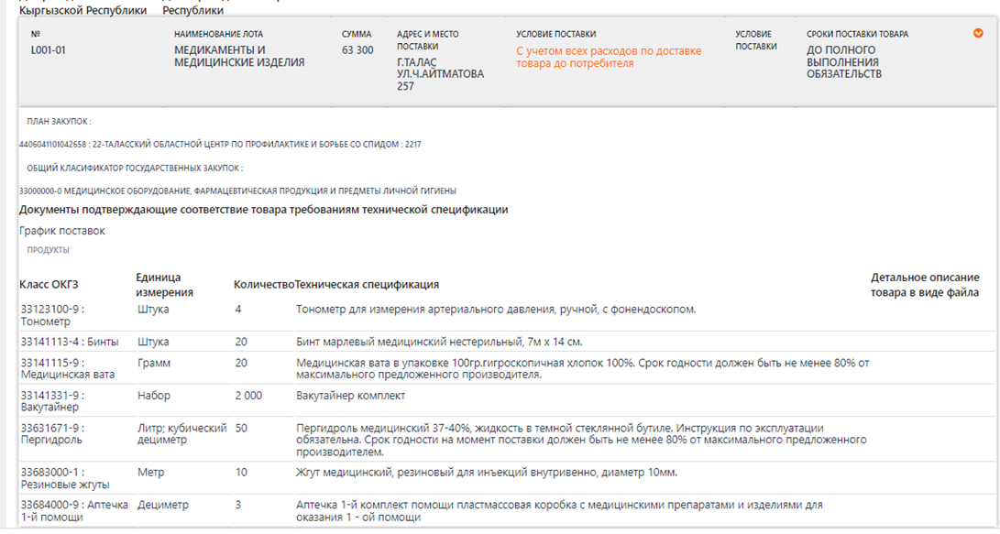 Кыргызской Республики Республики
№ НАИМЕНОВАНИЕ ЛОТА СУММА АДРЕС И МЕСТО ПОСТАВКИ УСЛОВИЕ ПОСТАВКИ УСЛОВИЕ ПОСТАВКИ СРОКИ ПОСТАВКИ ТОВАРА
L001-01 МЕДИКАМЕНТЫ И МЕДИЦИНСКИЕ ИЗДЕЛИЯ 63 300 Г.ТАЛАС УЛ.Ч.АЙТМАТОВА 257 С учетом всех расходов по доставке товара до потребителя ДО ПОЛНОГО ВЫПОЛНЕНИЯ ОБЯЗАТЕЛЬСТВ
ПЛАН ЗАКУПОК :
4406041101042658 : 22-ТАЛАССКИЙ ОБЛАСТНОЙ ЦЕНТР ПО ПРОФИЛАКТИКЕ И БОРЬБЕ СО СПИДОМ : 2217
ОБЩИЙ КЛАСИФИКАТОР ГОСУДАРСТВЕННЫХ ЗАКУПОК :
33000000-0 МЕДИЦИНСКОЕ ОБОРУДОВАНИЕ, ФАРМАЦЕВТИЧЕСКАЯ ПРОДУКЦИЯ И ПРЕДМЕТЫ ЛИЧНОЙ ГИГИЕНЫ
Документы подтверждающие соответствие товара требованиям технической спецификации
График поставок
ПРОДУКТЫ
Класс ОКГЗ Единица измерения Количество Техническая спецификация Детальное описание товара в виде файла
33123100-9 : Тонометр Штука 4 Тонометр для измерения артериального давления, ручной, с фонендоскопом.
33141113-4 : Бинты Штука 20 Бинт марлевый медицинский нестерильный, 7м х 14 см.
33141115-9 : Медицинская вата Грамм 20 Медицинская вата в упаковке 100гр.гигроскопичная хлопок 100%. Срок годности должен быть не менее 80% от максимального предложенного производителя.
33141331-9 : Вакутайнер Набор 2 000 Вакутайнер комплект
33631671-9 : Пергидроль Литр; кубический дециметр 50 Пергидроль медицинский 37-40%, жидкость в темной стеклянной бутиле. Инструкция по эксплуатации обязательна. Срок годности на момент поставки должен быть не менее 80% от максимального предложенного производителем.
33683000-1 : Резиновые жгуты Метр 10 Жгут медицинский, резиновый для инъекций внутривенно, диаметр 10мм.
33684000-9 : Аптечка 1-й помощи Дециметр 3 Аптечка 1-й комплект помощи пластмассовая коробка с медицинскими препаратами и изделиями для оказания 1 - ой помощи